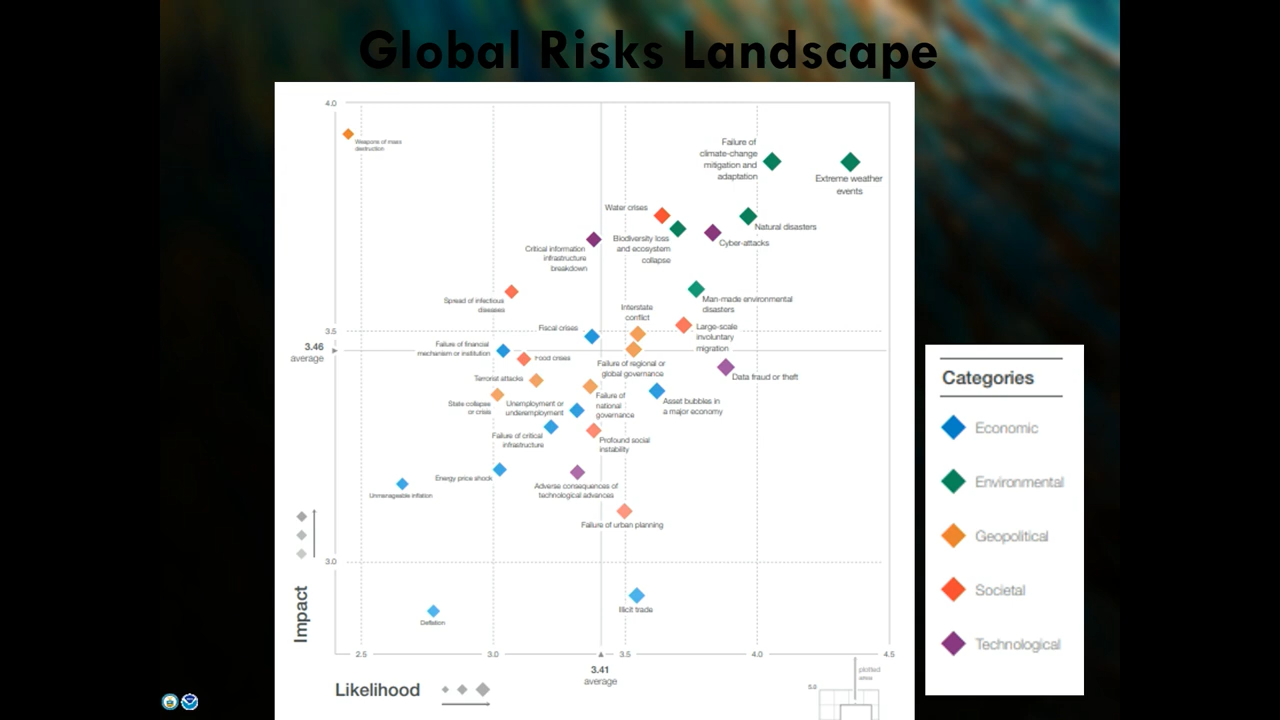 Global Risks Landscape
4.0
Weapons of mass
destruction
Failure of
climate-change
mitigation and
adaptation
Extreme weather
events
Water crises
Natural disasters
Biodiversity loss
and ecosystem
collapse
Cyber-attacks
Critical information
infrastructure
breakdown
Spread of infectious
diseases
Man-made environmental
disasters
Interstate
conflict
Large-scale
involuntary
migration
Fiscal crises
3.5
3.46
average
Failure of financial
mechanism or institution
Food crises
Failure of regional or
global governance
Data fraud or theft
Terrorist attacks
State collapse
or crisis
Unemployment or
underemployment
Failure of
national
governance
Asset bubbles in
a major economy
Failure of critical
infrastructure
Profound social
instability
Energy price shock
Unmanageable inflation
Adverse consequences of
technological advances
Failure of urban planning
3.0
Illicit trade
Deflation
Impact
2.5
3.0
3.5
4.0
4.5
3.41
average
Likelihood
plotted
area
5.0
Categories
Economic
Environmental
Geopolitical
Societal
Technological